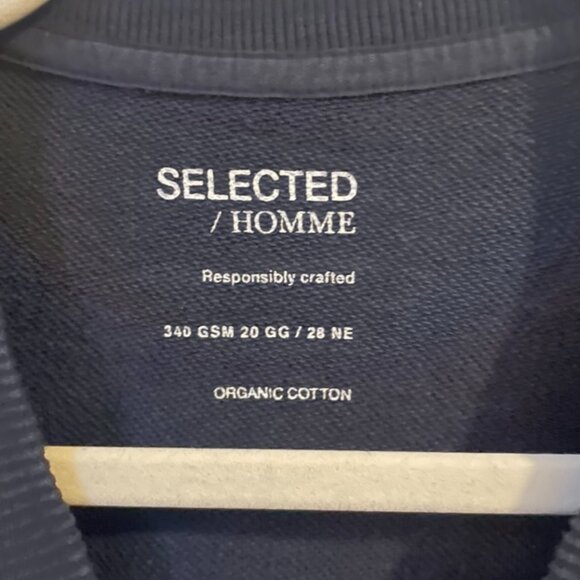 SELECTED
/ HOMME
Responsibly crafted
340 GSM 20 GG / 28 NE
ORGANIC COTTON